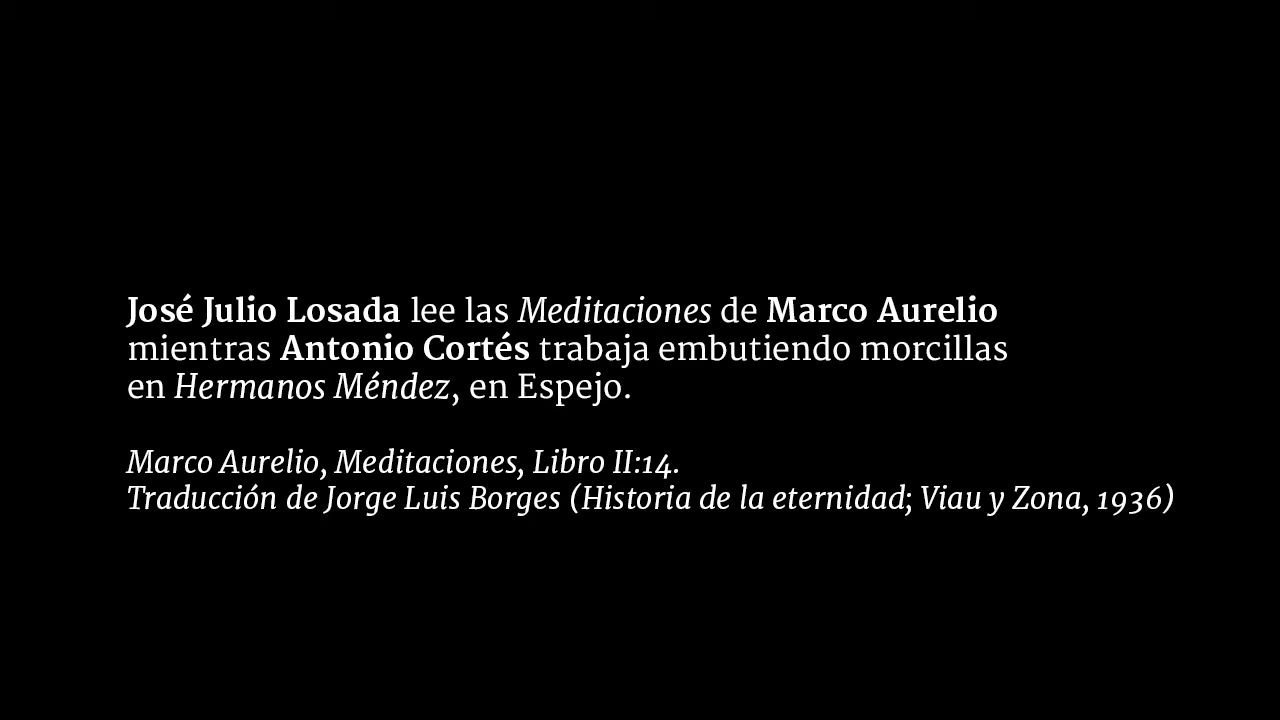 José Julio Losada lee las Meditaciones de Marco Aurelio
mientras Antonio Cortés trabaja embutiendo morcillas
en Hermanos Méndez, en Espejo.
Marco Aurelio, Meditaciones, Libro II:14.
Traducción de Jorge Luis Borges (Historia de la eternidad; Viau y Zona, 1936)